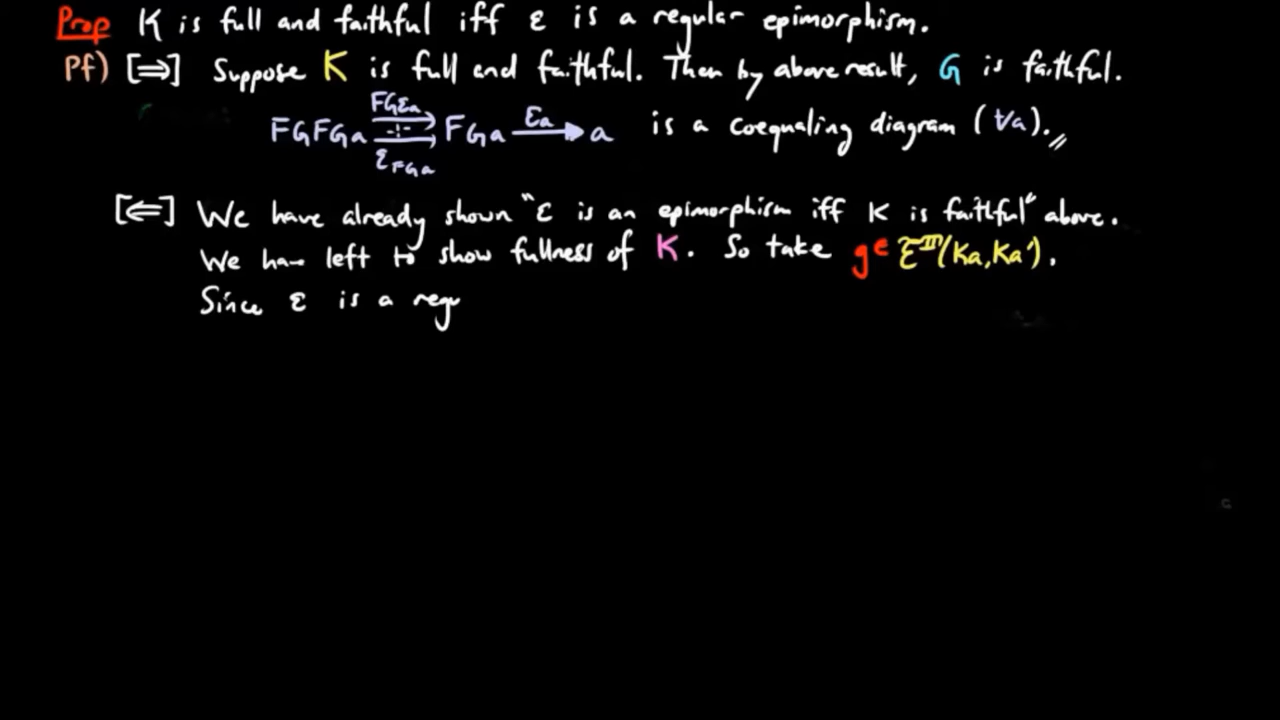 Prop K is full and faithful iff ε is a regular epimorphism.
Pf) [⇒] Suppose K is full and faithful. Then by above result, G is faithful.
FGFGa ⇉ FGa → a is a coequaling diagram (∀a).
FGεa
εFGa
εa
[⇐] We have already shown "ε is an epimorphism iff K is faithful" above.
We have left to show fullness of K. So take g ∈ Ɛ^𝕋(Ka, Ka').
Since ε is a regu